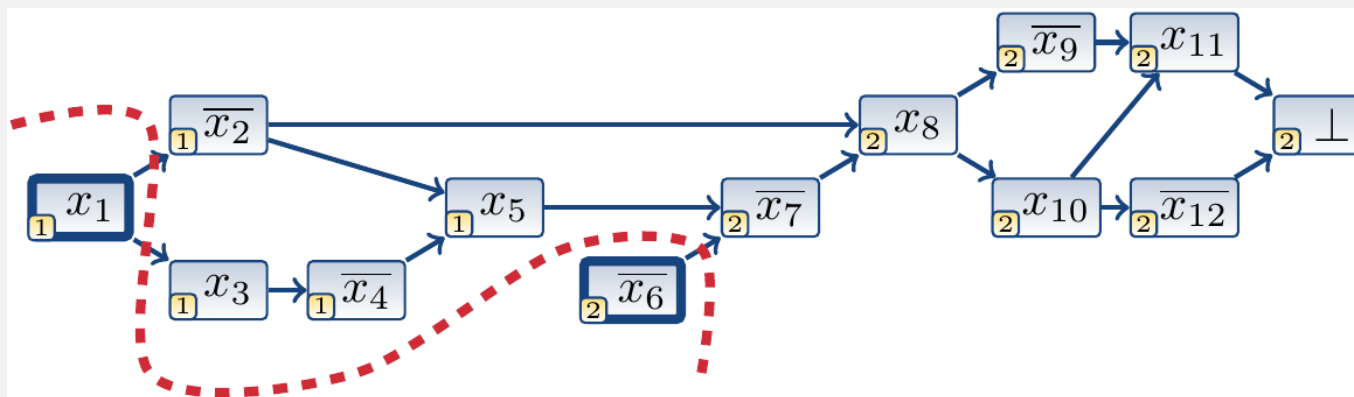 x̅₉ 2
x₁₁ 2
x̅₂ 1
x₈ 2
⊥ 2
x₁ 1
x₅ 1
x̅₇ 2
x₁₀ 2
x̅₁₂ 2
x₃ 1
x̅₄ 1
x̅₆ 2